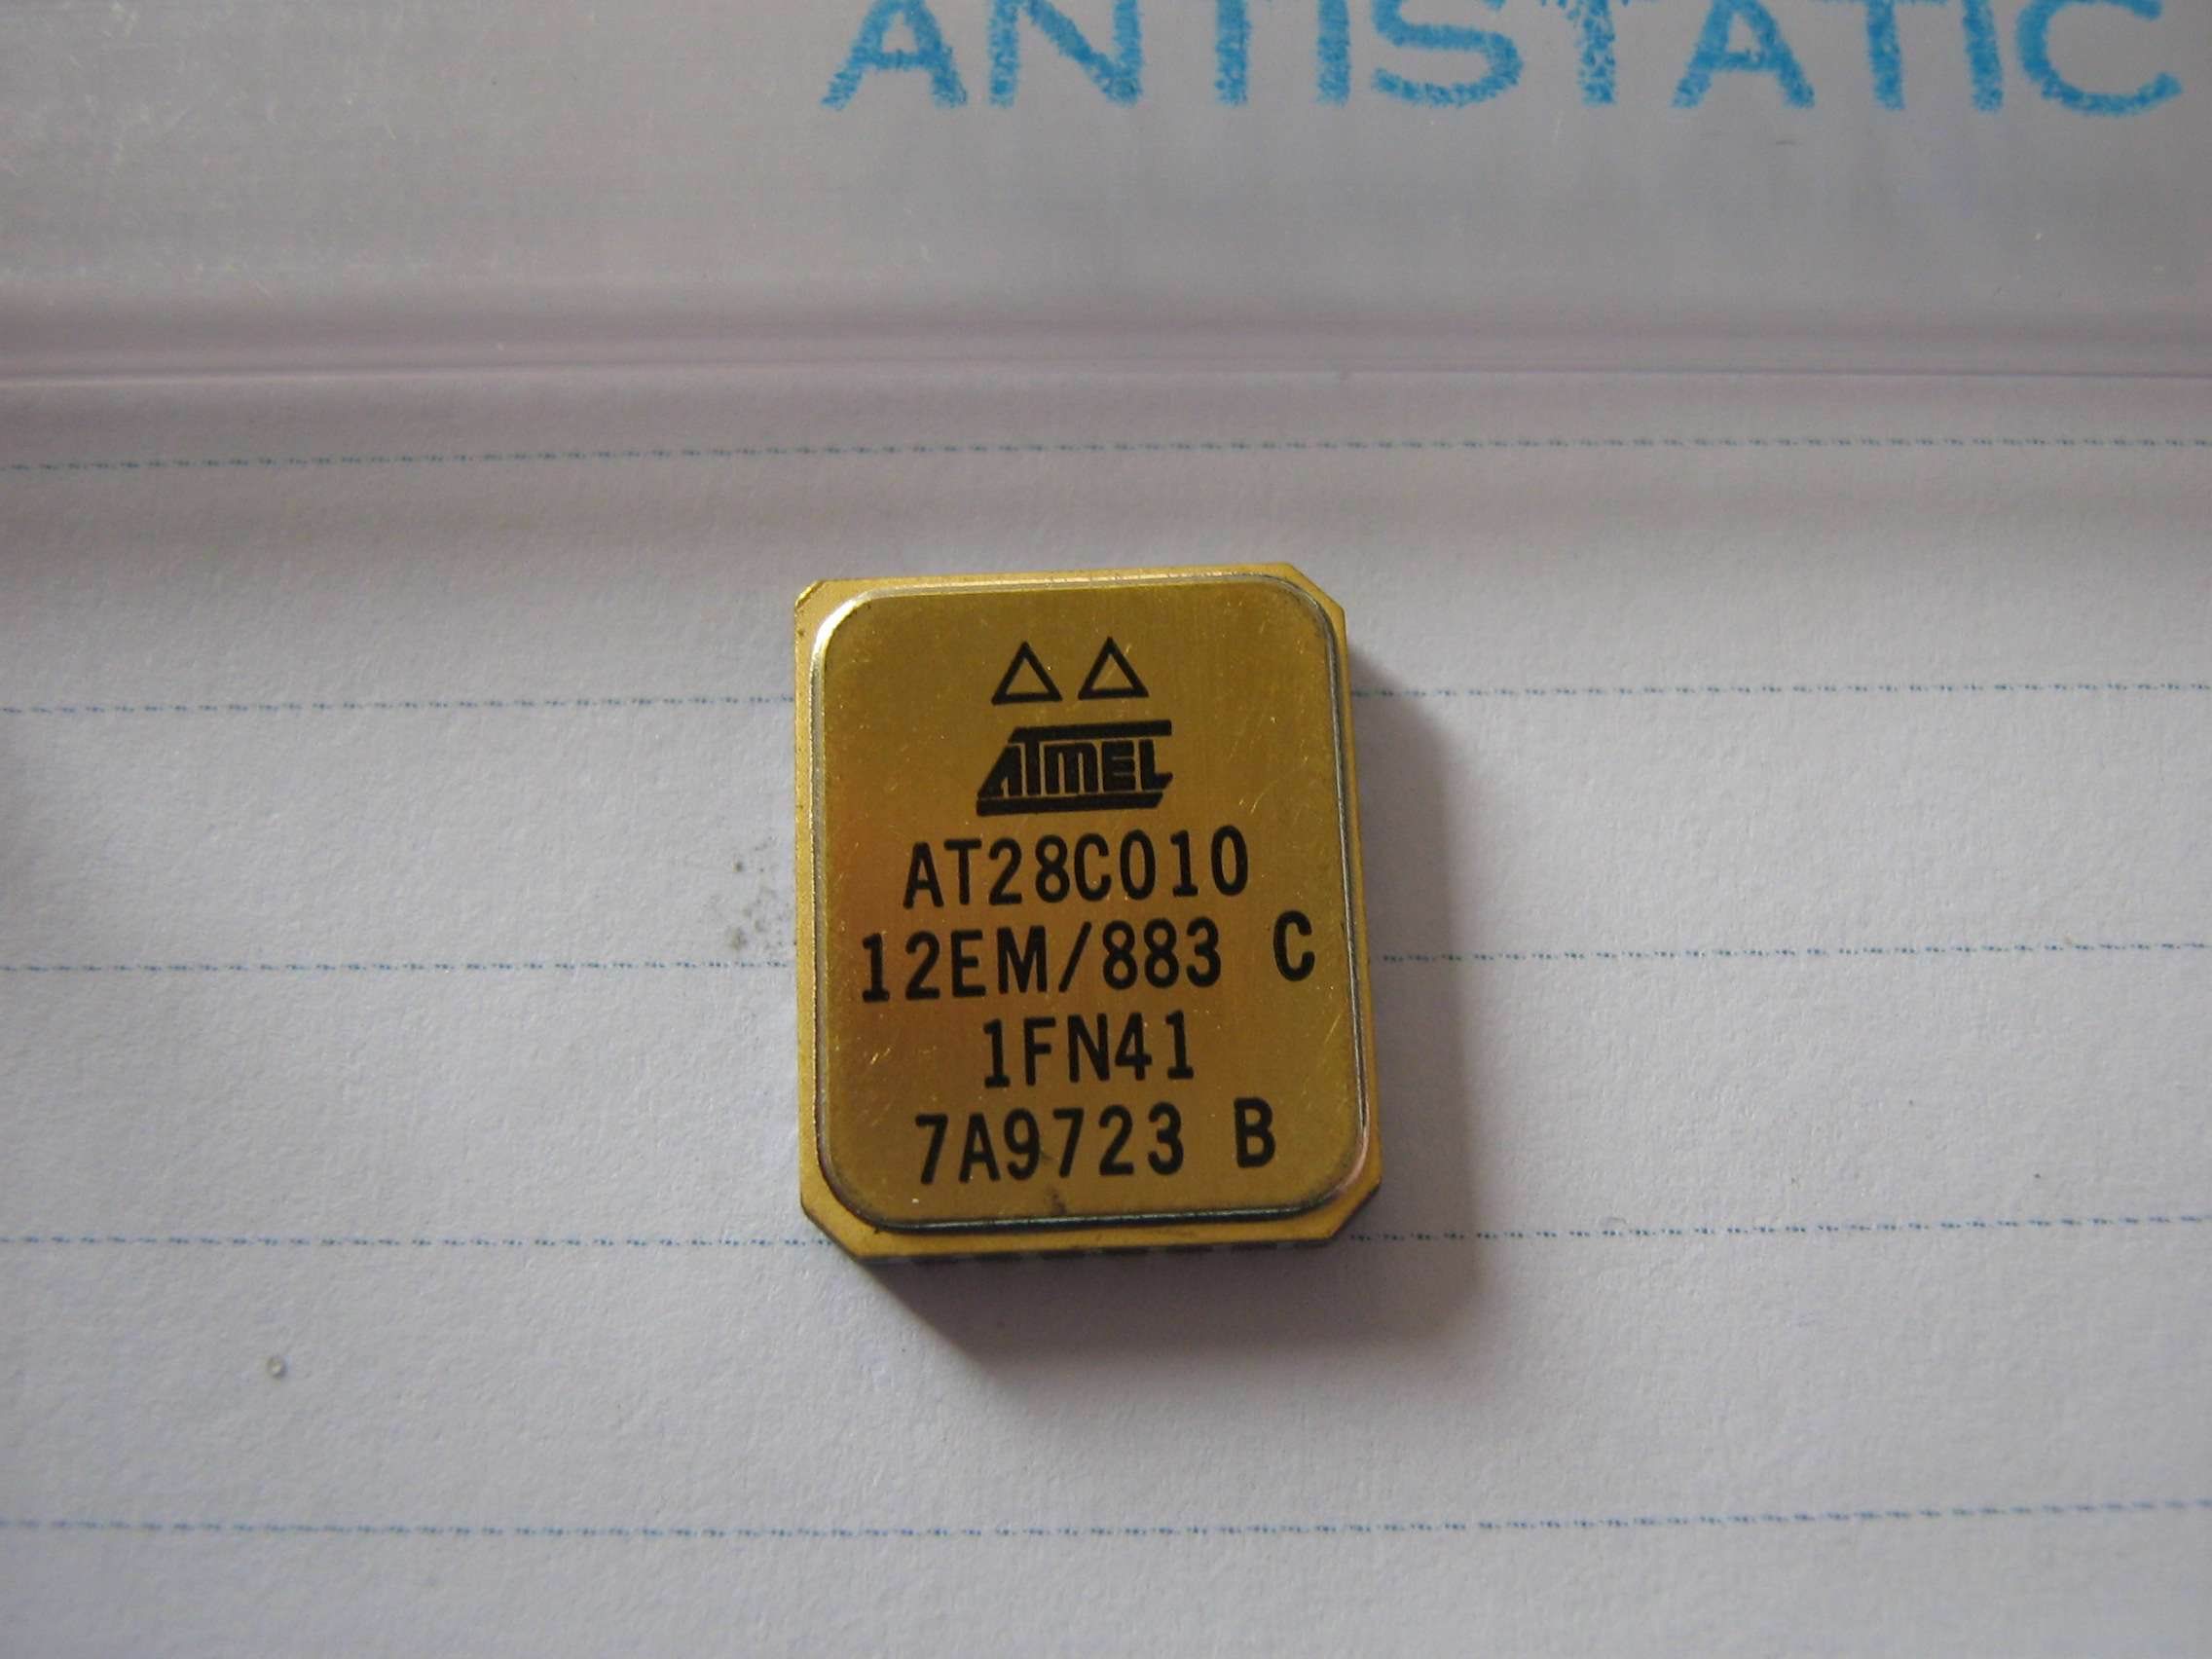 ANTISTATIC
ATMEL
AT28C010
12EM/883 C
1FN41
7A9723 B